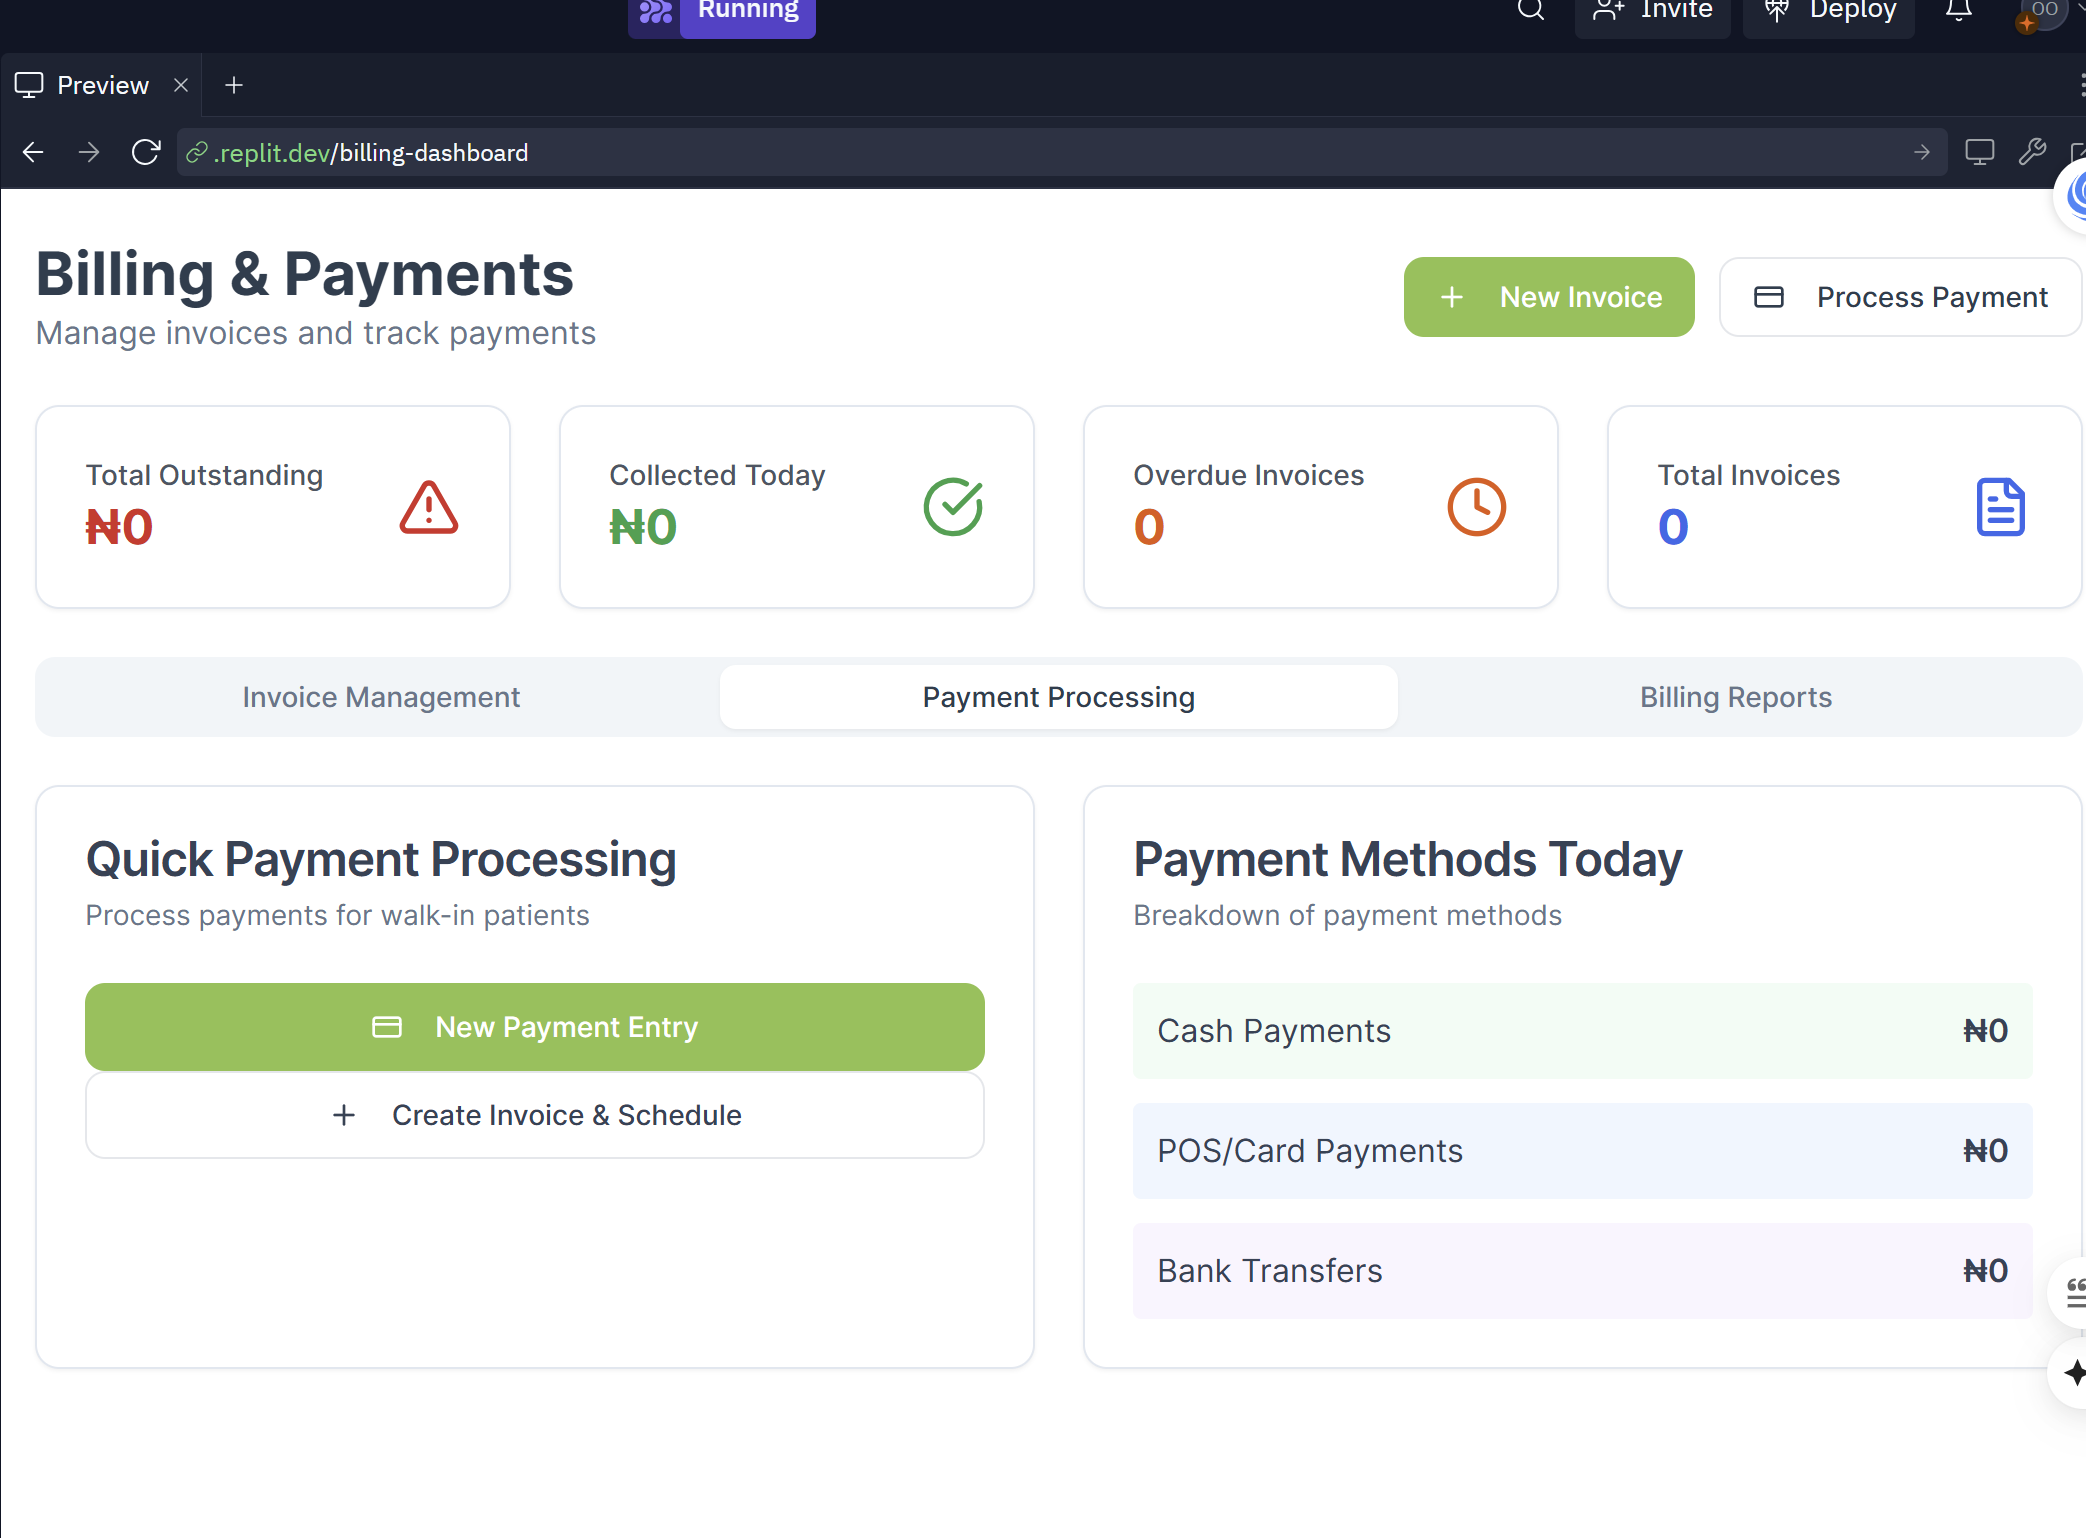 Running
Invite
Deploy
OO
Preview
.replit.dev/billing-dashboard
Billing & Payments
Manage invoices and track payments
New Invoice
Process Payment
Total Outstanding
₦0
Collected Today
₦0
Overdue Invoices
0
Total Invoices
0
Invoice Management
Payment Processing
Billing Reports
Quick Payment Processing
Process payments for walk-in patients
New Payment Entry
Create Invoice & Schedule
Payment Methods Today
Breakdown of payment methods
Cash Payments
₦0
POS/Card Payments
₦0
Bank Transfers
₦0